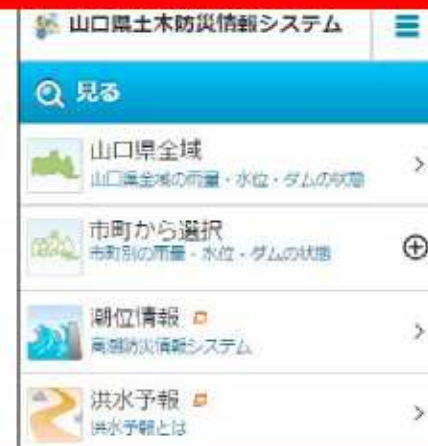 山口県土木防災情報システム
見る
山口県全域
山口県全域の雨量・水位・ダムの状態
市町から選択
市町別の雨量・水位・ダムの状態
潮位情報
高潮防災情報システム
洪水予報
洪水予報とは